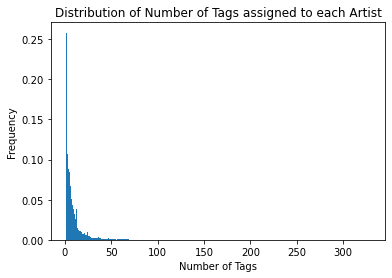 Distribution of Number of Tags assigned to each Artist
0.25
0.20
0.15
0.10
0.05
0.00
Frequency
0 50 100 150 200 250 300
Number of Tags